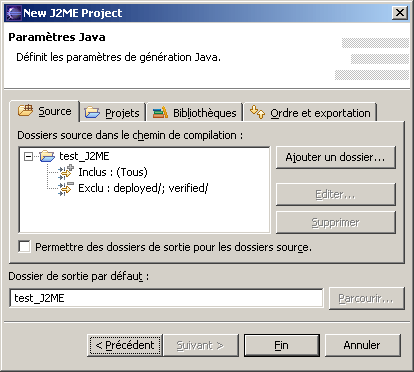 New J2ME Project
Paramètres Java
Définit les paramètres de génération Java.
Source Projets Bibliothèques Ordre et exportation
Dossiers source dans le chemin de compilation :
test_J2ME
Inclus : (Tous)
Exclu : deployed/; verified/
Ajouter un dossier...
Editer...
Supprimer
Permettre des dossiers de sortie pour les dossiers source.
Dossier de sortie par défaut :
test_J2ME
Parcourir...
< Précédent Suivant > Fin Annuler